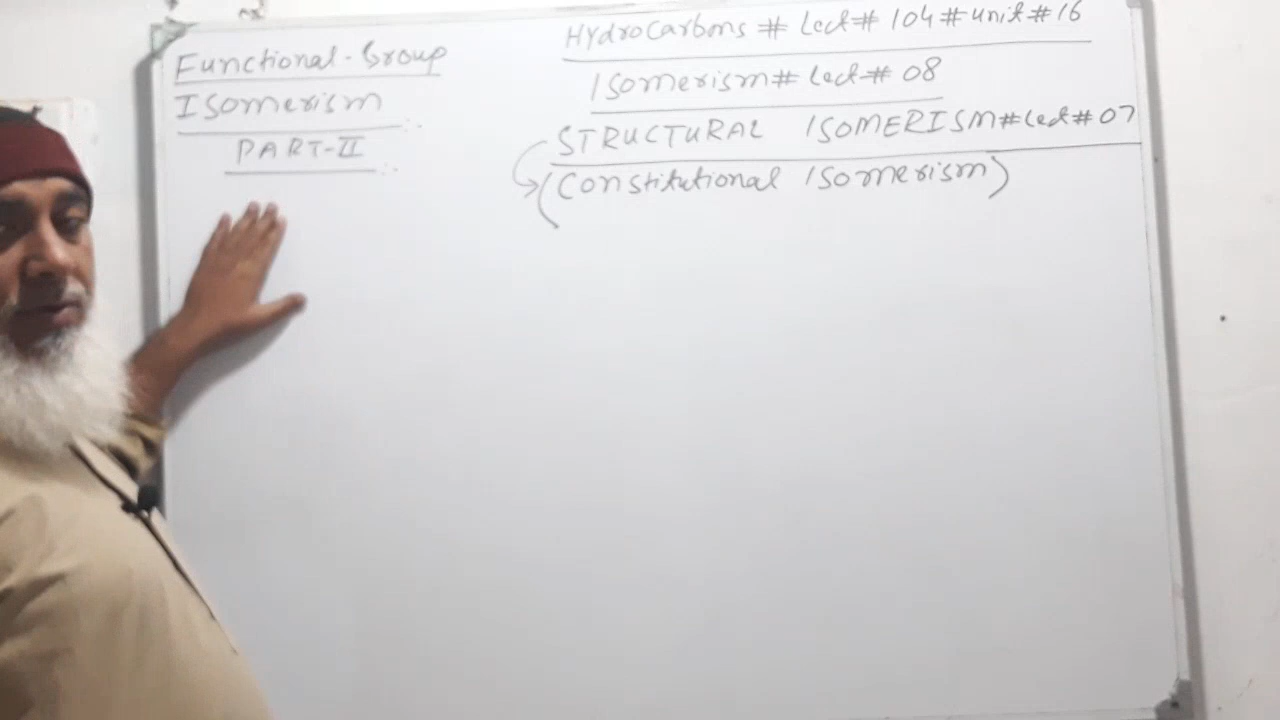 Functional-Group
Isomerism
PART-II
Hydrocarbons # Lect # 104 # unit # 16
Isomerism # Lect # 08
STRUCTURAL ISOMERISM # Lect # 07
(Constitutional Isomerism)